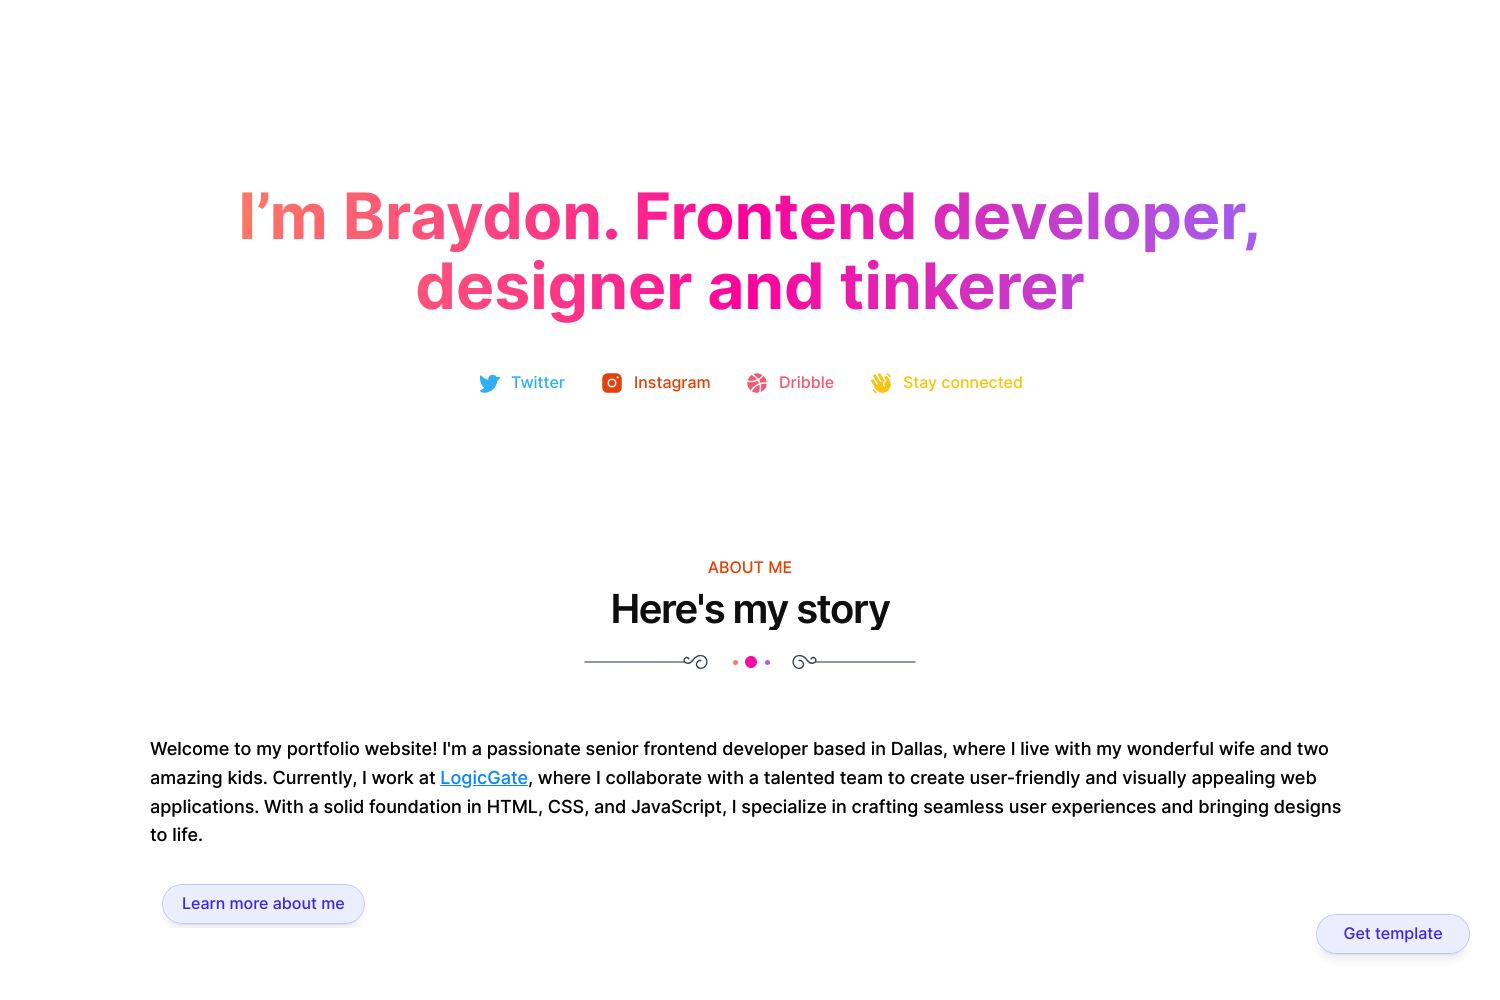 I’m Braydon. Frontend developer,
designer and tinkerer
Twitter Instagram Dribble Stay connected
ABOUT ME
Here's my story
Welcome to my portfolio website! I'm a passionate senior frontend developer based in Dallas, where I live with my wonderful wife and two
amazing kids. Currently, I work at LogicGate, where I collaborate with a talented team to create user-friendly and visually appealing web
applications. With a solid foundation in HTML, CSS, and JavaScript, I specialize in crafting seamless user experiences and bringing designs
to life.
Learn more about me
Get template